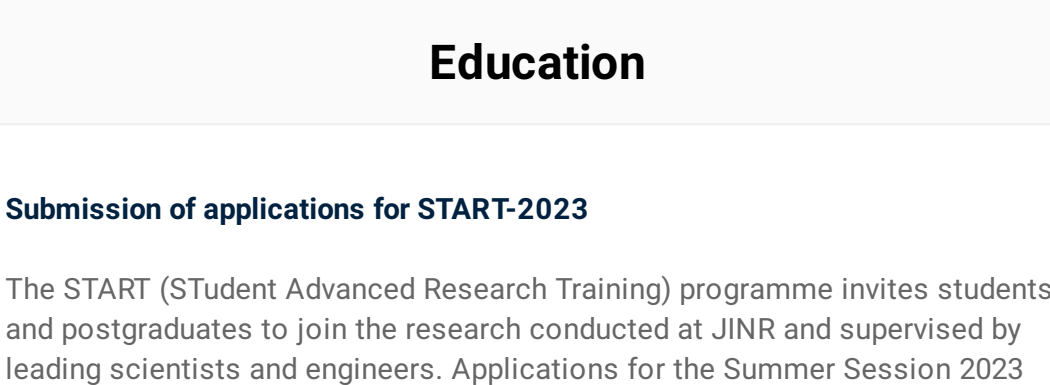 Education
Submission of applications for START-2023
The START (STudent Advanced Research Training) programme invites students
and postgraduates to join the research conducted at JINR and supervised by
leading scientists and engineers. Applications for the Summer Session 2023